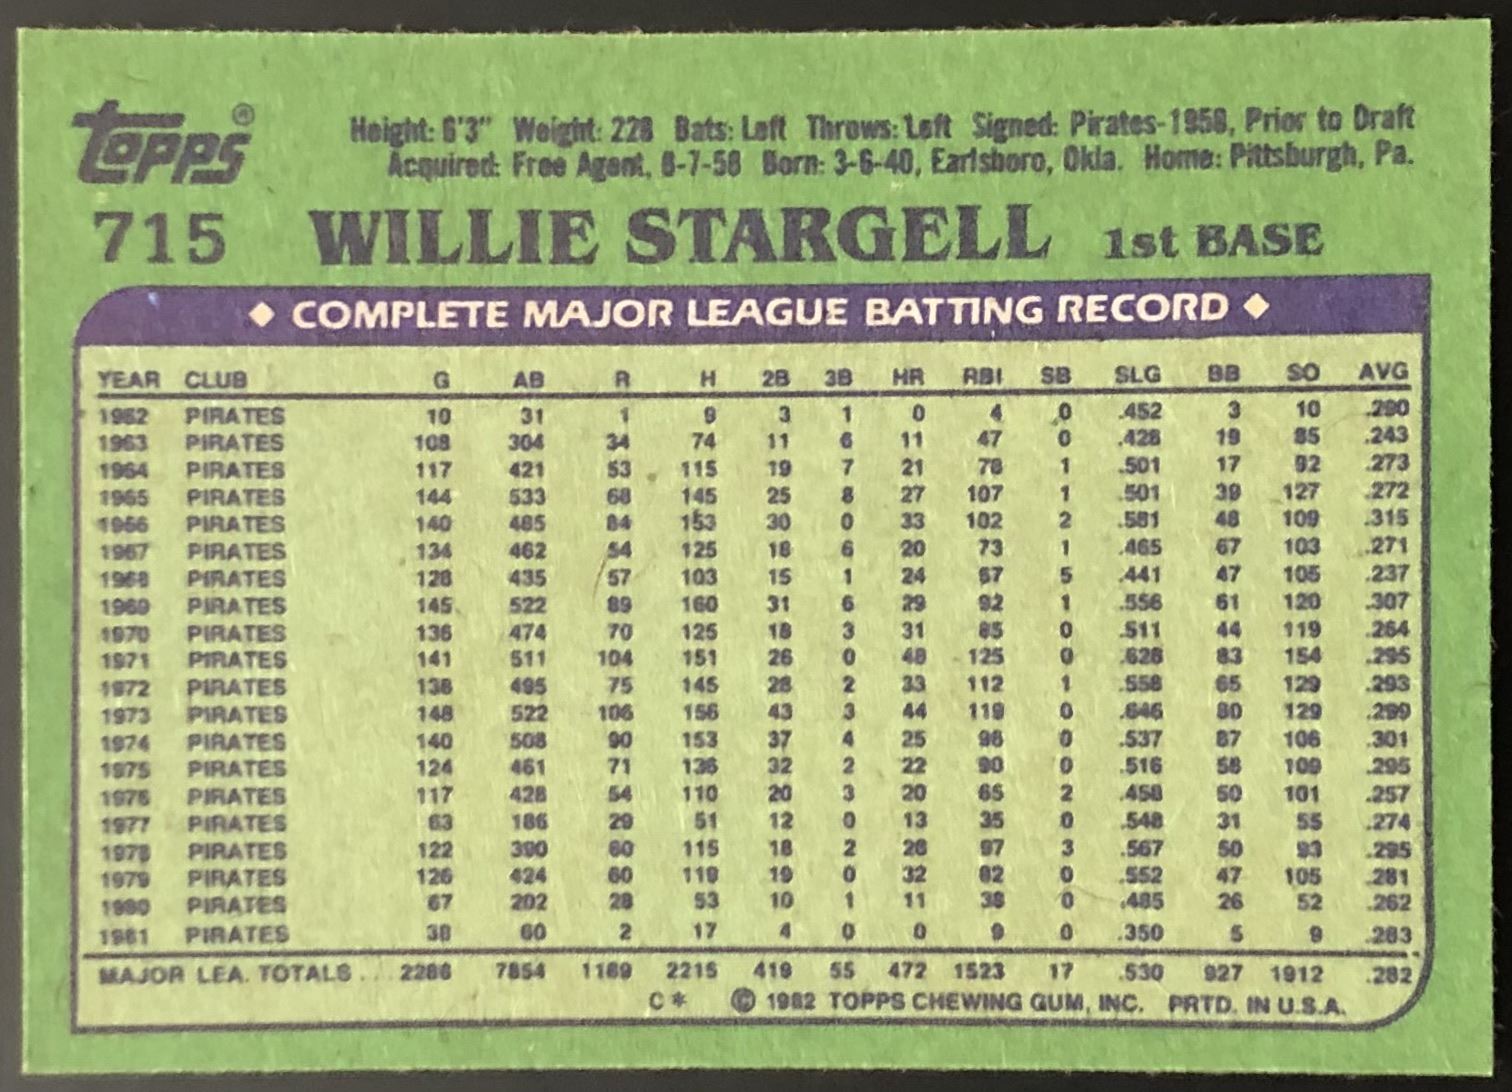 Topps®
Height: 6'3" Weight: 228 Bats: Left Throws: Left Signed: Pirates-1958, Prior to Draft
Acquired: Free Agent, 8-7-58 Born: 3-6-40, Earlsboro, Okla. Home: Pittsburgh, Pa.
715 WILLIE STARGELL 1st BASE
◆ COMPLETE MAJOR LEAGUE BATTING RECORD ◆
YEAR CLUB G AB R H 2B 3B HR RBI SB SLG BB SO AVG
1962 PIRATES 10 31 1 9 3 1 0 4 0 .452 3 10 .290
1963 PIRATES 108 304 34 74 11 6 11 47 0 .428 19 85 .243
1964 PIRATES 117 421 53 115 19 7 21 78 1 .501 17 92 .273
1965 PIRATES 144 533 68 145 25 8 27 107 1 .501 39 127 .272
1966 PIRATES 140 485 84 153 30 0 33 102 2 .581 48 109 .315
1967 PIRATES 134 462 54 125 18 6 20 73 1 .465 67 103 .271
1968 PIRATES 128 435 57 103 15 1 24 67 5 .441 47 105 .237
1969 PIRATES 145 522 89 160 31 6 29 92 1 .556 61 120 .307
1970 PIRATES 136 474 70 125 18 3 31 85 0 .511 44 119 .264
1971 PIRATES 141 511 104 151 26 0 48 125 0 .628 83 154 .295
1972 PIRATES 138 495 75 145 28 2 33 112 1 .558 65 129 .293
1973 PIRATES 148 522 106 156 43 3 44 119 0 .646 80 129 .299
1974 PIRATES 140 508 90 153 37 4 25 96 0 .537 87 106 .301
1975 PIRATES 124 461 71 136 32 2 22 90 0 .516 58 109 .295
1976 PIRATES 117 428 54 110 20 3 20 65 2 .458 50 101 .257
1977 PIRATES 63 186 29 51 12 0 13 35 0 .548 31 55 .274
1978 PIRATES 122 390 60 115 18 2 28 97 3 .567 50 93 .295
1979 PIRATES 126 424 60 119 19 0 32 82 0 .552 47 105 .281
1980 PIRATES 67 202 28 53 10 1 11 38 0 .485 26 52 .262
1981 PIRATES 38 60 2 17 4 0 0 9 0 .350 5 9 .283
MAJOR LEA. TOTALS... 2286 7854 1189 2215 419 55 472 1523 17 .530 927 1912 .282
C* © 1982 TOPPS CHEWING GUM, INC. PRTD. IN U.S.A.